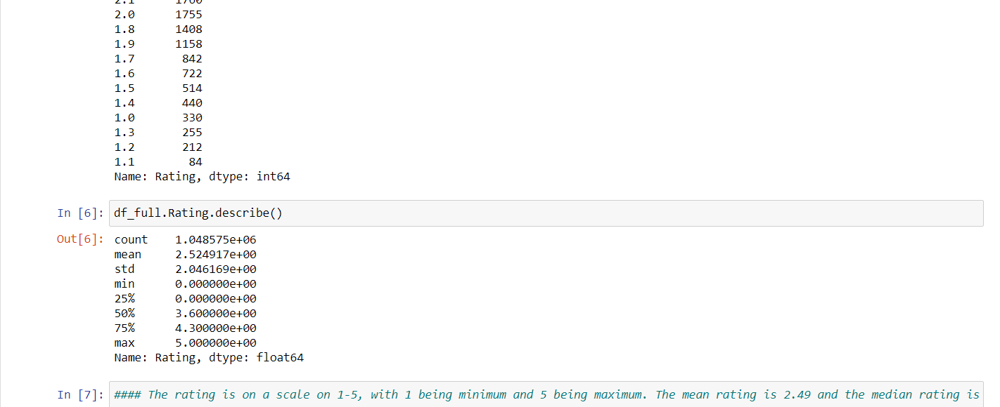 2.1 1760
2.0 1755
1.8 1408
1.9 1158
1.7 842
1.6 722
1.5 514
1.4 440
1.0 330
1.3 255
1.2 212
1.1 84
Name: Rating, dtype: int64
In [6]: df_full.Rating.describe()
Out[6]: count 1.048575e+06
mean 2.524917e+00
std 2.046169e+00
min 0.000000e+00
25% 0.000000e+00
50% 3.600000e+00
75% 4.300000e+00
max 5.000000e+00
Name: Rating, dtype: float64
In [7]: #### The rating is on a scale on 1-5, with 1 being minimum and 5 being maximum. The mean rating is 2.49 and the median rating is